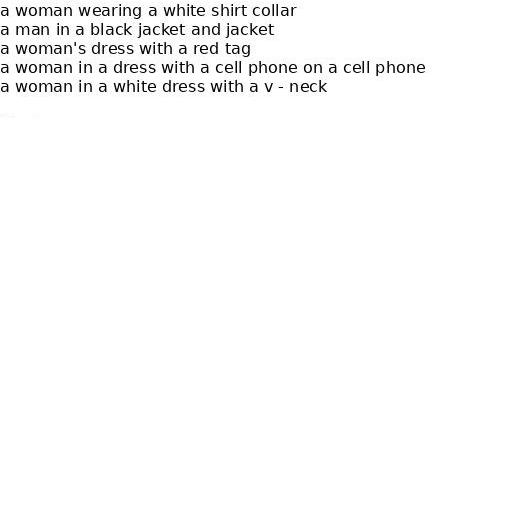 a woman wearing a white shirt collar
a man in a black jacket and jacket
a woman's dress with a red tag
a woman in a dress with a cell phone on a cell phone
a woman in a white dress with a v - neck